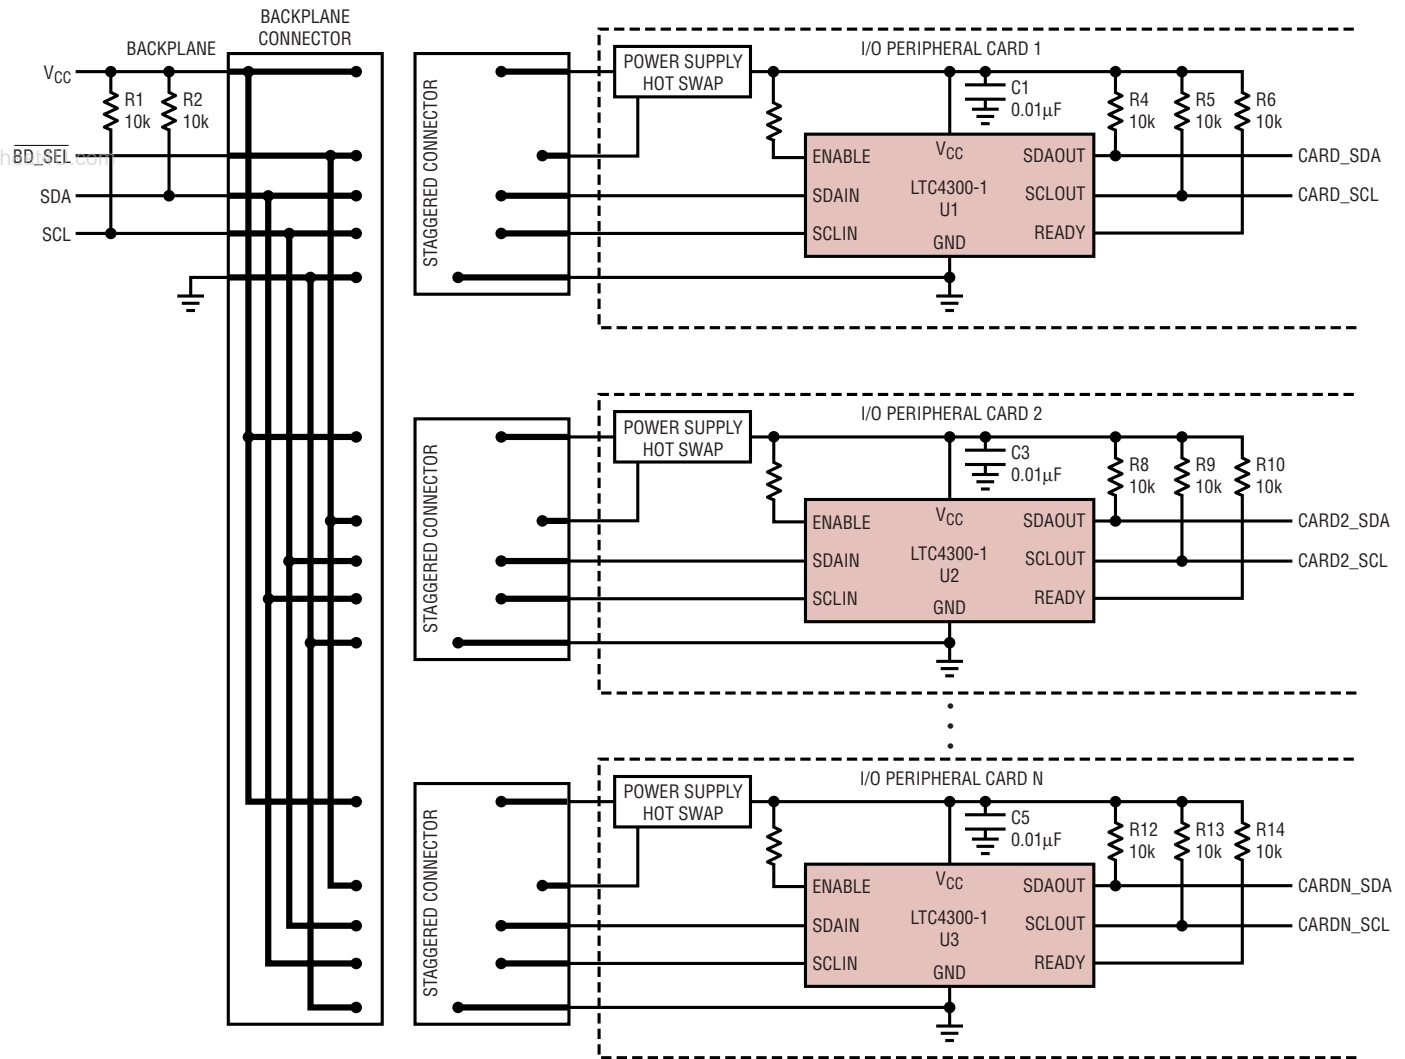 BACKPLANE
CONNECTOR
BACKPLANE
VCC
R1
10k
R2
10k
BD_SEL
SDA
SCL
STAGGERED CONNECTOR
POWER SUPPLY
HOT SWAP
I/O PERIPHERAL CARD 1
C1
0.01µF
R4
10k
R5
10k
R6
10k
ENABLE
VCC
SDAOUT
CARD_SDA
SDAIN
LTC4300-1
U1
SCLOUT
CARD_SCL
SCLIN
GND
READY
STAGGERED CONNECTOR
POWER SUPPLY
HOT SWAP
I/O PERIPHERAL CARD 2
C3
0.01µF
R8
10k
R9
10k
R10
10k
ENABLE
VCC
SDAOUT
CARD2_SDA
SDAIN
LTC4300-1
U2
SCLOUT
CARD2_SCL
SCLIN
GND
READY
STAGGERED CONNECTOR
POWER SUPPLY
HOT SWAP
I/O PERIPHERAL CARD N
C5
0.01µF
R12
10k
R13
10k
R14
10k
ENABLE
VCC
SDAOUT
CARDN_SDA
SDAIN
LTC4300-1
U3
SCLOUT
CARDN_SCL
SCLIN
GND
READY